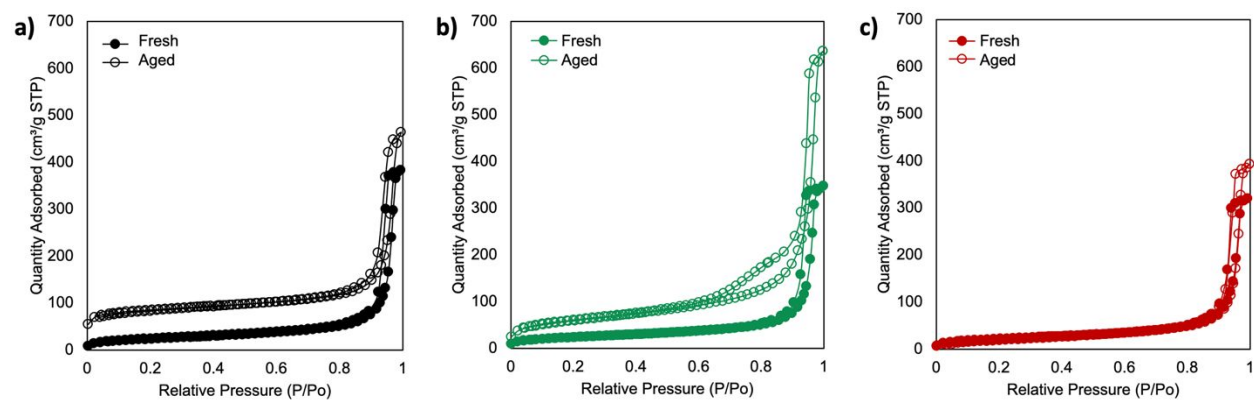 a)
700
600
500
400
300
200
100
0
Quantity Adsorbed (cm³/g STP)
Fresh
Aged
0 0.2 0.4 0.6 0.8 1
Relative Pressure (P/Po)
b)
700
600
500
400
300
200
100
0
Quantity Adsorbed (cm³/g STP)
Fresh
Aged
0 0.2 0.4 0.6 0.8 1
Relative Pressure (P/Po)
c)
700
600
500
400
300
200
100
0
Quantity Adsorbed (cm³/g STP)
Fresh
Aged
0 0.2 0.4 0.6 0.8 1
Relative Pressure (P/Po)